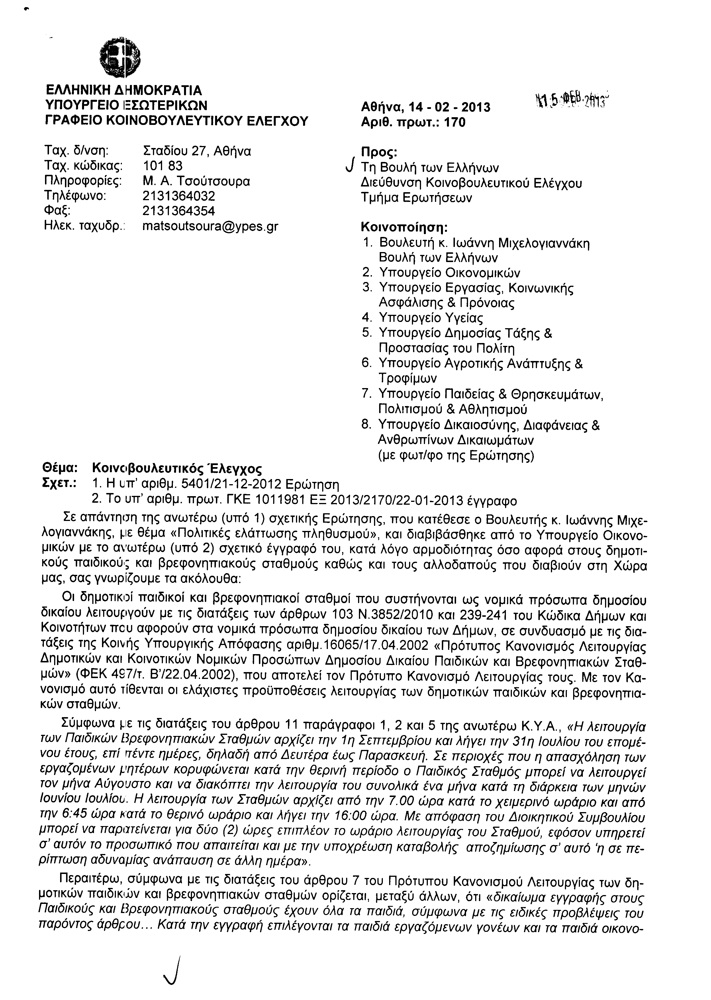 ΕΛΛΗΝΙΚΗ ΔΗΜΟΚΡΑΤΙΑ
ΥΠΟΥΡΓΕΙΟ ΕΣΩΤΕΡΙΚΩΝ
ΓΡΑΦΕΙΟ ΚΟΙΝΟΒΟΥΛΕΥΤΙΚΟΥ ΕΛΕΓΧΟΥ
Ταχ. δ/νση: Σταδίου 27, Αθήνα
Ταχ. κώδικας: 101 83
Πληροφορίες: Μ. Α. Τσούτσουρα
Τηλέφωνο: 2131364032
Φαξ: 2131364354
Ηλεκ. ταχυδρ.: matsoutsoura@ypes.gr
Αθήνα, 14 - 02 - 2013
Αριθ. πρωτ.: 170
15 ΦΕΒ. 2013
Προς:
Τη Βουλή των Ελλήνων
Διεύθυνση Κοινοβουλευτικού Ελέγχου
Τμήμα Ερωτήσεων
Κοινοποίηση:
1. Βουλευτή κ. Ιωάννη Μιχελογιαννάκη
Βουλή των Ελλήνων
2. Υπουργείο Οικονομικών
3. Υπουργείο Εργασίας, Κοινωνικής
Ασφάλισης & Πρόνοιας
4. Υπουργείο Υγείας
5. Υπουργείο Δημοσίας Τάξης &
Προστασίας του Πολίτη
6. Υπουργείο Αγροτικής Ανάπτυξης &
Τροφίμων
7. Υπουργείο Παιδείας & Θρησκευμάτων,
Πολιτισμού & Αθλητισμού
8. Υπουργείο Δικαιοσύνης, Διαφάνειας &
Ανθρωπίνων Δικαιωμάτων
(με φωτ/φο της Ερώτησης)
Θέμα: Κοινοβουλευτικός Έλεγχος
Σχετ.: 1. Η υπ’ αριθμ. 5401/21-12-2012 Ερώτηση
2. Το υπ’ αριθμ. πρωτ. ΓΚΕ 1011981 ΕΞ 2013/2170/22-01-2013 έγγραφο
Σε απάντηση της ανωτέρω (υπό 1) σχετικής Ερώτησης, που κατέθεσε ο Βουλευτής κ. Ιωάννης Μιχε-
λογιαννάκης, με θέμα «Πολιτικές ελάττωσης πληθυσμού», και διαβιβάσθηκε από το Υπουργείο Οικονο-
μικών με το ανωτέρω (υπό 2) σχετικό έγγραφό του, κατά λόγο αρμοδιότητας όσο αφορά στους δημοτι-
κούς παιδικούς και βρεφονηπιακούς σταθμούς καθώς και τους αλλοδαπούς που διαβιούν στη Χώρα
μας, σας γνωρίζουμε τα ακόλουθα:
Οι δημοτικοί παιδικοί και βρεφονηπιακοί σταθμοί που συστήνονται ως νομικά πρόσωπα δημοσίου
δικαίου λειτουργούν με τις διατάξεις των άρθρων 103 Ν.3852/2010 και 239-241 του Κώδικα Δήμων και
Κοινοτήτων που αφορούν στα νομικά πρόσωπα δημοσίου δικαίου των Δήμων, σε συνδυασμό με τις δια-
τάξεις της Κοινής Υπουργικής Απόφασης αριθμ.16065/17.04.2002 «Πρότυπος Κανονισμός Λειτουργίας
Δημοτικών και Κοινοτικών Νομικών Προσώπων Δημοσίου Δικαίου Παιδικών και Βρεφονηπιακών Σταθ-
μών» (ΦΕΚ 497/τ. Β’/22.04.2002), που αποτελεί τον Πρότυπο Κανονισμό Λειτουργίας τους. Με τον Κα-
νονισμό αυτό τίθενται οι ελάχιστες προϋποθέσεις λειτουργίας των δημοτικών παιδικών και βρεφονηπια-
κών σταθμών.
Σύμφωνα με τις διατάξεις του άρθρου 11 παράγραφοι 1, 2 και 5 της ανωτέρω Κ.Υ.Α., «Η λειτουργία
των Παιδικών Βρεφονηπιακών Σταθμών αρχίζει την 1η Σεπτεμβρίου και λήγει την 31η Ιουλίου του επομέ-
νου έτους, επί πέντε ημέρες, δηλαδή από Δευτέρα έως Παρασκευή. Σε περιοχές που η απασχόληση των
εργαζομένων μητέρων κορυφώνεται κατά την θερινή περίοδο ο Παιδικός Σταθμός μπορεί να λειτουργεί
τον μήνα Αύγουστο και να διακόπτει την λειτουργία του συνολικά ένα μήνα κατά τη διάρκεια των μηνών
Ιουνίου Ιουλίου. Η λειτουργία των Σταθμών αρχίζει από την 7.00 ώρα κατά το χειμερινό ωράριο και από
την 6:45 ώρα κατά το θερινό ωράριο και λήγει την 16:00 ώρα. Με απόφαση του Διοικητικού Συμβουλίου
μπορεί να παρατείνεται για δύο (2) ώρες επιπλέον το ωράριο λειτουργίας του Σταθμού, εφόσον υπηρετεί
σ’ αυτόν το προσωπικό που απαιτείται και με την υποχρέωση καταβολής αποζημίωσης σ’ αυτό ‘η σε πε-
ρίπτωση αδυναμίας ανάπαυση σε άλλη ημέρα».
Περαιτέρω, σύμφωνα με τις διατάξεις του άρθρου 7 του Πρότυπου Κανονισμού Λειτουργίας των δη-
μοτικών παιδικών και βρεφονηπιακών σταθμών ορίζεται, μεταξύ άλλων, ότι «δικαίωμα εγγραφής στους
Παιδικούς και Βρεφονηπιακούς σταθμούς έχουν όλα τα παιδιά, σύμφωνα με τις ειδικές προβλέψεις του
παρόντος άρθρου... Κατά την εγγραφή επιλέγονται τα παιδιά εργαζόμενων γονέων και τα παιδιά οικονο-